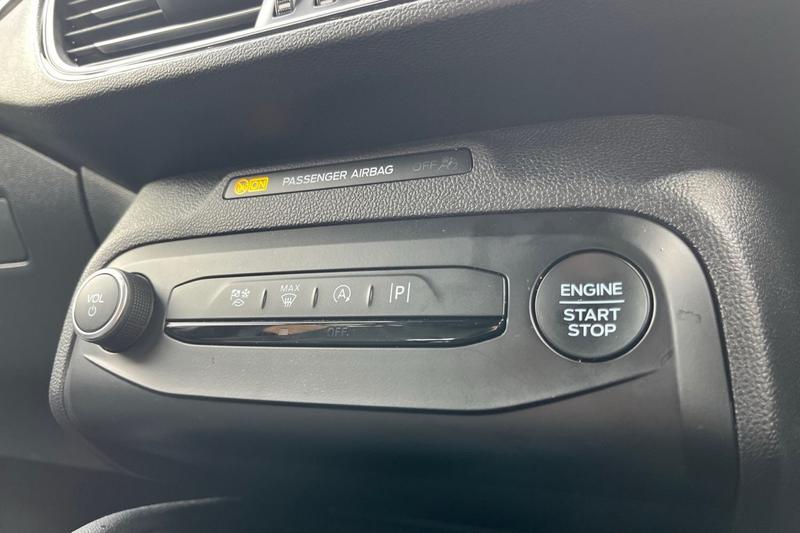 ON PASSENGER AIRBAG OFF
VOL
MAX
A
P
OFF
ENGINE
START
STOP